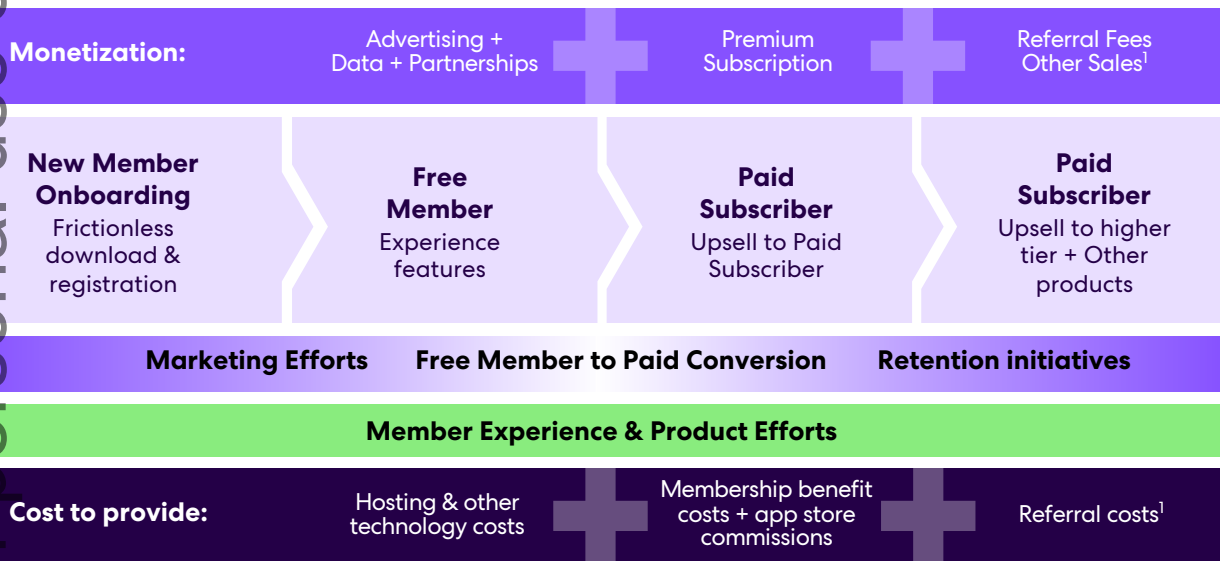 Monetization:
Advertising +
Data + Partnerships
Premium
Subscription
Referral Fees
Other Sales¹
New Member
Onboarding
Frictionless
download &
registration
Free
Member
Experience
features
Paid
Subscriber
Upsell to Paid
Subscriber
Paid
Subscriber
Upsell to higher
tier + Other
products
Marketing Efforts
Free Member to Paid Conversion
Retention initiatives
Member Experience & Product Efforts
Cost to provide:
Hosting & other
technology costs
Membership benefit
costs + app store
commissions
Referral costs¹